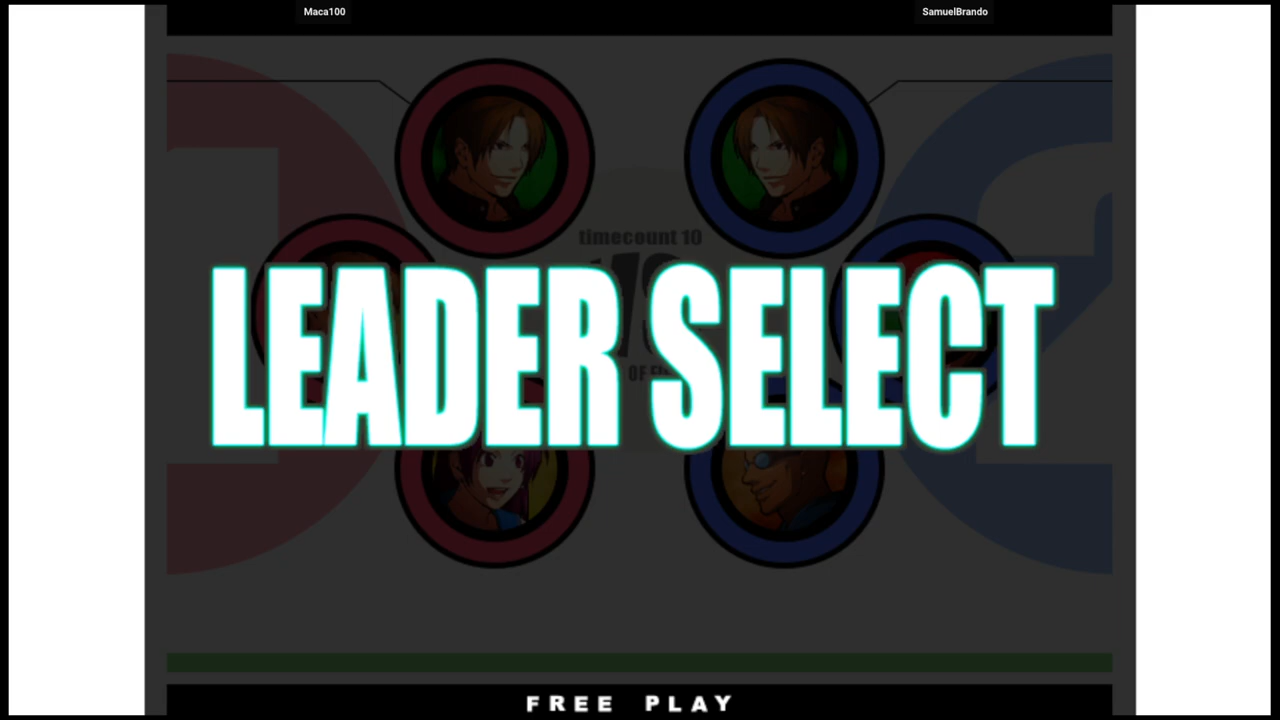 Maca100
SamuelBrando
timecount 10
LEADER SELECT
FREE PLAY